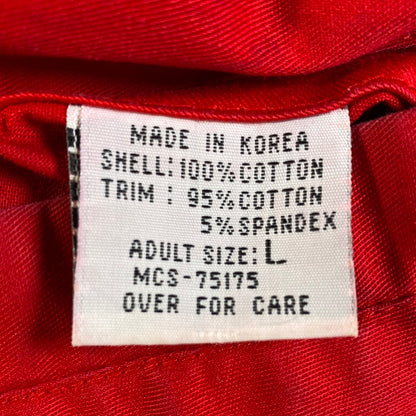 MADE IN KOREA
SHELL: 100% COTTON
TRIM : 95% COTTON
5% SPANDEX
ADULT SIZE: L
MCS-75175
OVER FOR CARE